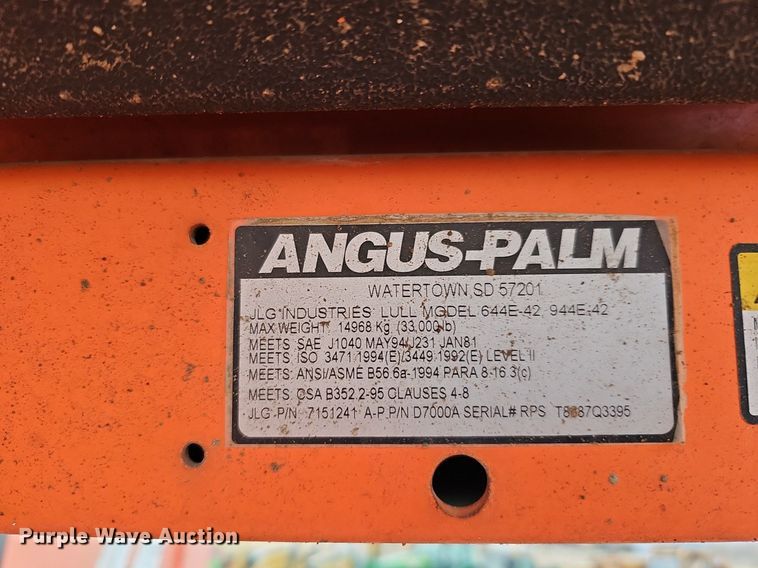 ANGUS-PALM
WATERTOWN, SD 57201
JLG INDUSTRIES LULL MODEL 644E-42, 944E-42
MAX WEIGHT: 14968 Kg. (33,000 lb)
MEETS: SAE J1040 MAY94/J231 JAN81
MEETS: ISO 3471:1994(E)/3449:1992(E) LEVEL II
MEETS: ANSI/ASME B56.6a-1994 PARA 8.16.3(c)
MEETS: CSA B352.2-95 CLAUSES 4-8
JLG P/N 7151241 A-P P/N D7000A SERIAL# RPS
Purple Wave Auction